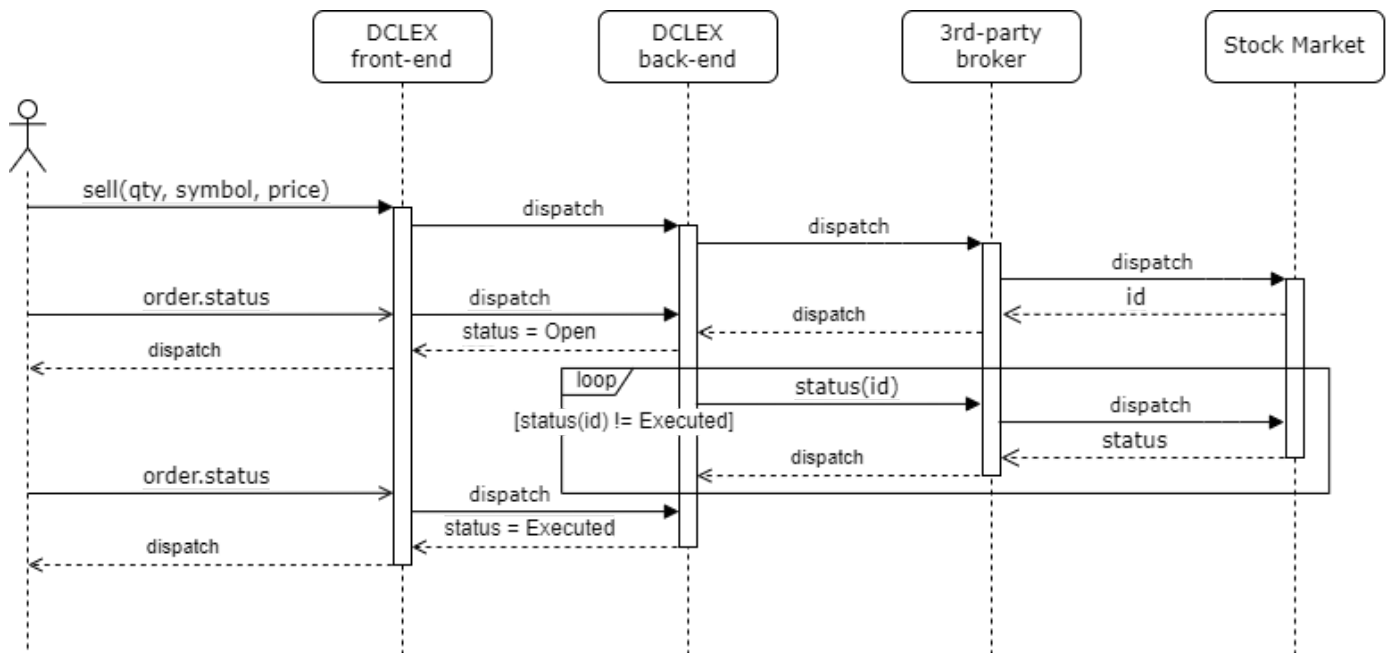 DCLEX
front-end
DCLEX
back-end
3rd-party
broker
Stock Market
sell(qty, symbol, price)
dispatch
dispatch
dispatch
order.status
dispatch
id
dispatch
status = Open
dispatch
loop
status(id)
[status(id) != Executed]
dispatch
status
dispatch
order.status
dispatch
status = Executed
dispatch